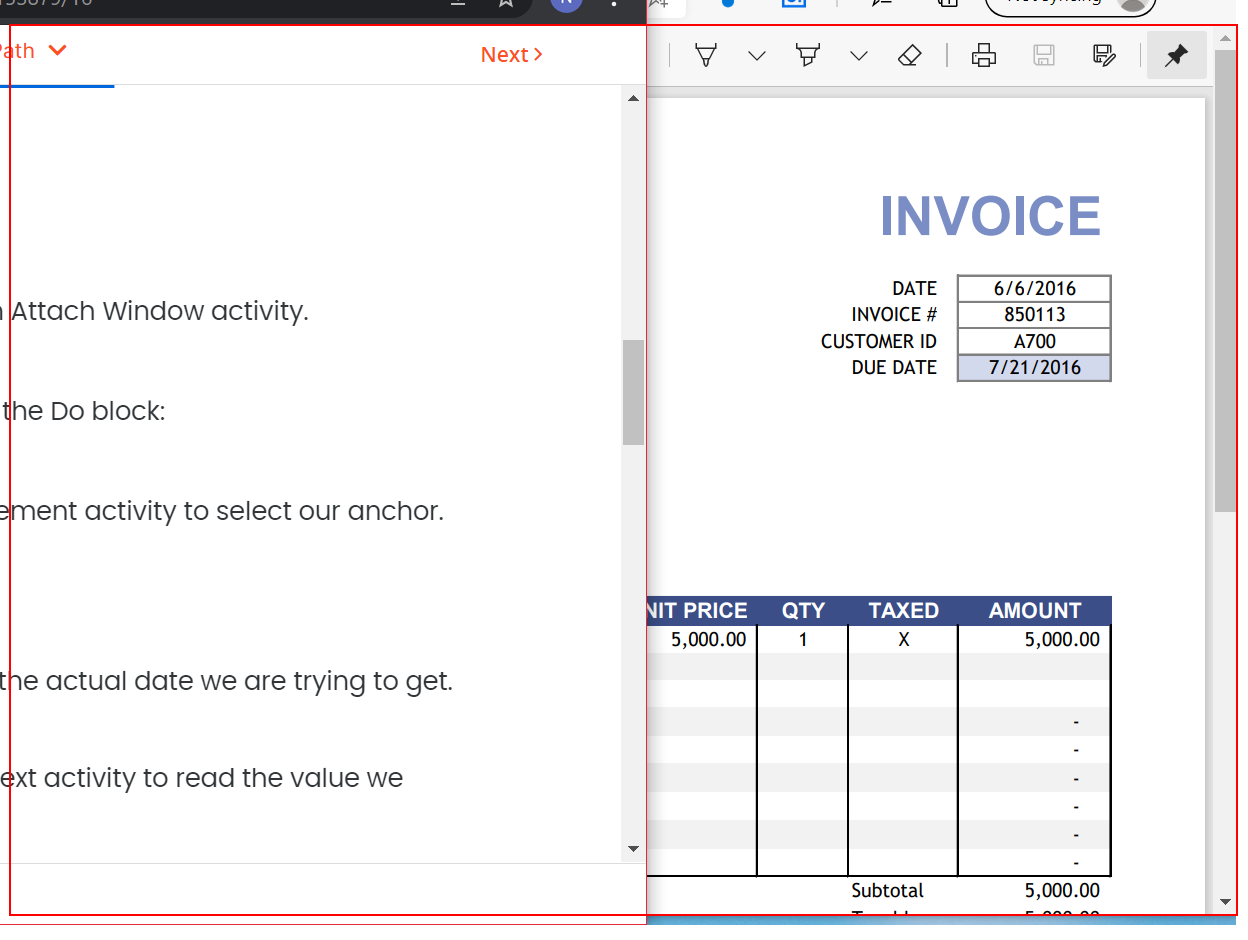 Path
Next
Attach Window activity.
the Do block:
ement activity to select our anchor.
the actual date we are trying to get.
ext activity to read the value we
INVOICE
DATE 6/6/2016
INVOICE # 850113
CUSTOMER ID A700
DUE DATE 7/21/2016
NIT PRICE QTY TAXED AMOUNT
5,000.00 1 X 5,000.00
-
-
-
-
-
-
Subtotal 5,000.00